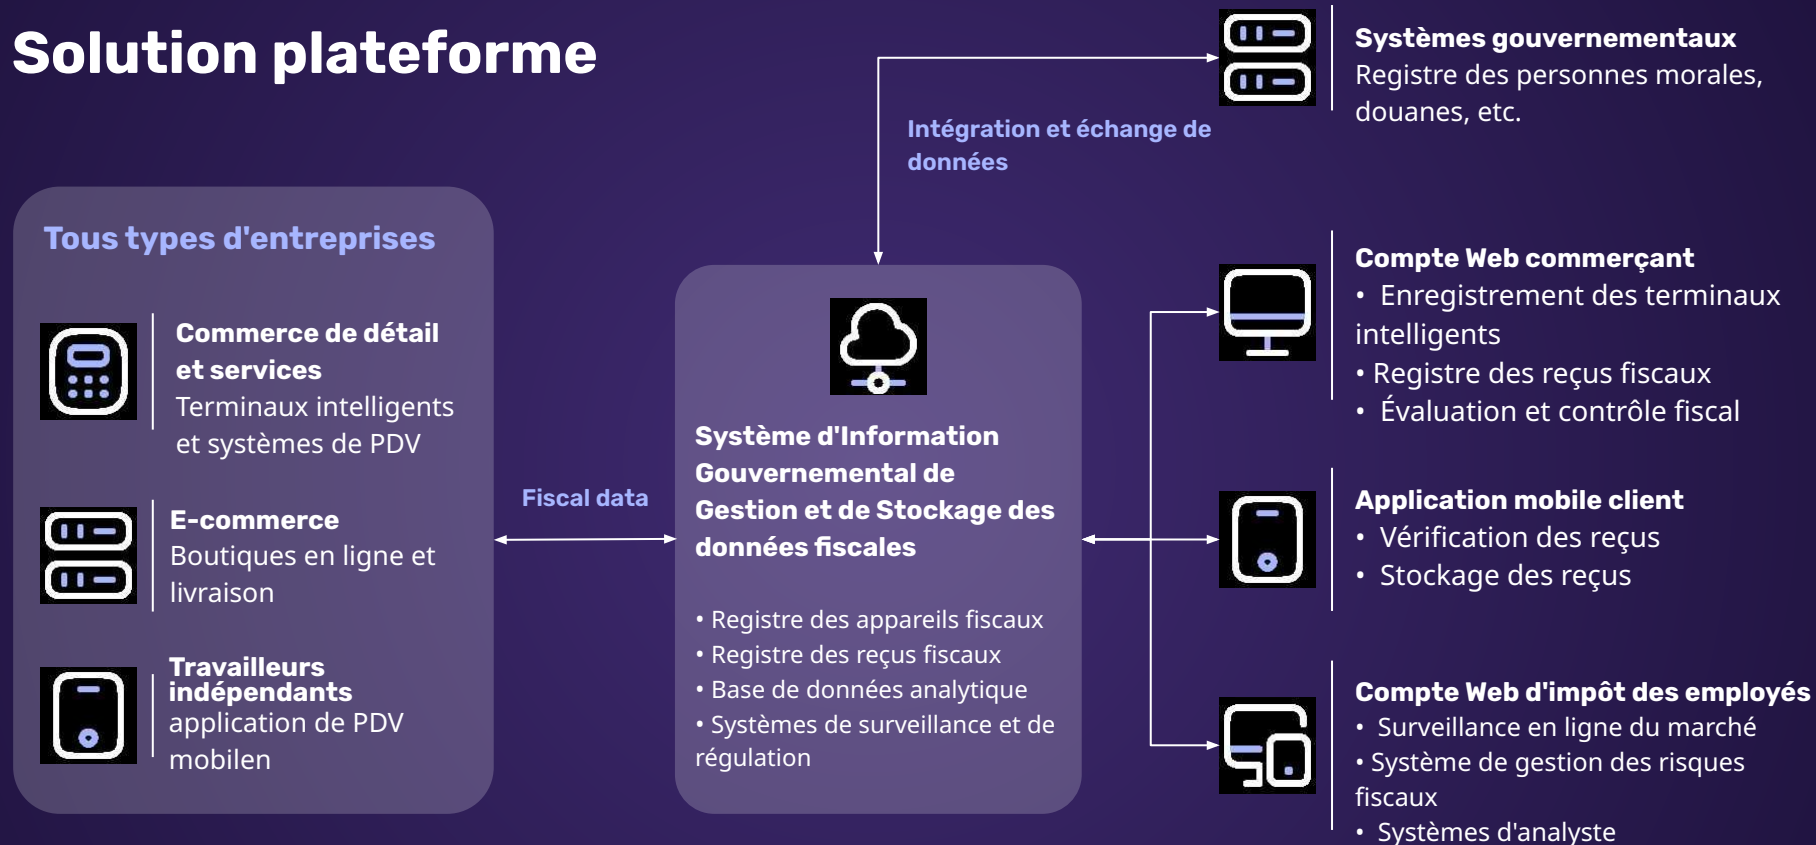 Solution plateforme
Systèmes gouvernementaux
Registre des personnes morales,
douanes, etc.
Intégration et échange de
données
Tous types d'entreprises
Commerce de détail
et services
Terminaux intelligents
et systèmes de PDV
E-commerce
Boutiques en ligne et
livraison
Travailleurs
indépendants
application de PDV
mobilen
Fiscal data
Système d'Information
Gouvernemental de
Gestion et de Stockage des
données fiscales
• Registre des appareils fiscaux
• Registre des reçus fiscaux
• Base de données analytique
• Systèmes de surveillance et de
régulation
Compte Web commerçant
• Enregistrement des terminaux
intelligents
• Registre des reçus fiscaux
• Évaluation et contrôle fiscal
Application mobile client
• Vérification des reçus
• Stockage des reçus
Compte Web d'impôt des employés
• Surveillance en ligne du marché
• Système de gestion des risques
fiscaux
• Systèmes d'analyste